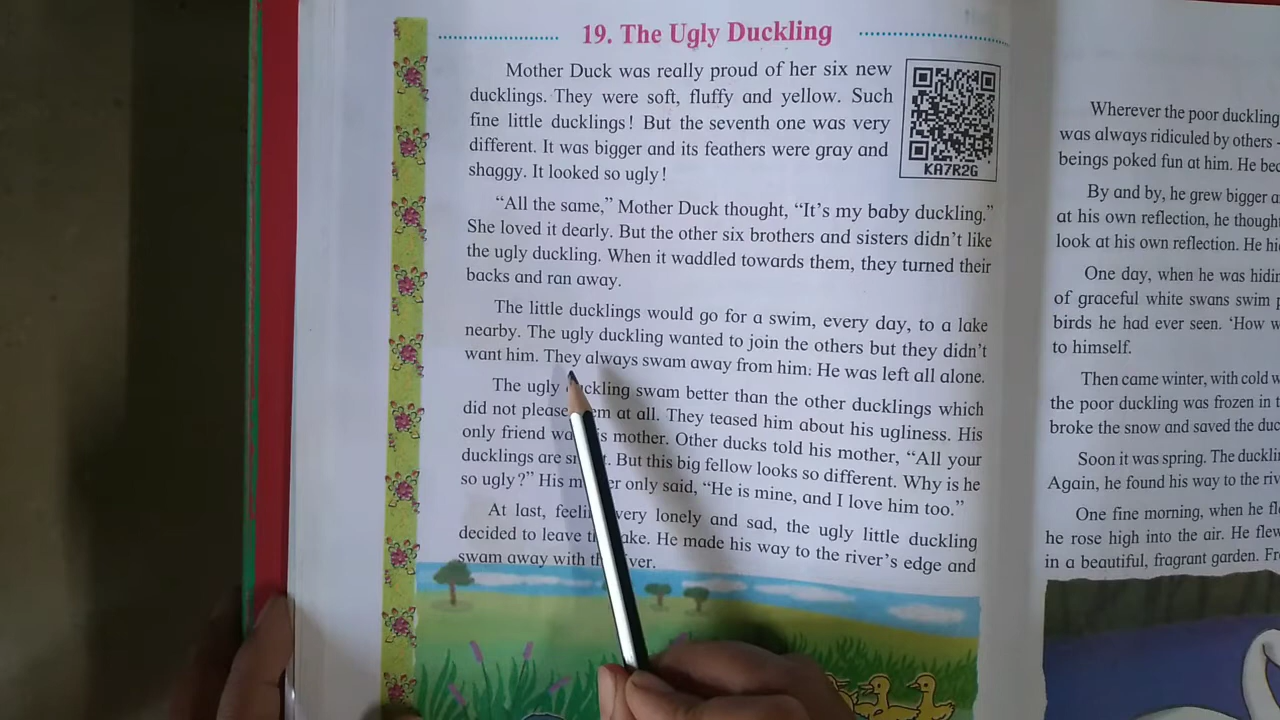 19. The Ugly Duckling
Mother Duck was really proud of her six new
ducklings. They were soft, fluffy and yellow. Such
fine little ducklings! But the seventh one was very
different. It was bigger and its feathers were gray and
shaggy. It looked so ugly!
KA7R2G
“All the same,” Mother Duck thought, “It’s my baby duckling.”
She loved it dearly. But the other six brothers and sisters didn’t like
the ugly duckling. When it waddled towards them, they turned their
backs and ran away.
The little ducklings would go for a swim, every day, to a lake
nearby. The ugly duckling wanted to join the others but they didn’t
want him. They always swam away from him. He was left all alone.
The ugly duckling swam better than the other ducklings which
did not please at all. They teased him about his ugliness. His
only friend mother. Other ducks told his mother, “All your
ducklings are But this big fellow looks so different. Why is he
so ugly?” His only said, “He is mine, and I love him too.”
At last, very lonely and sad, the ugly little duckling
decided to leave He made his way to the river’s edge and
swam away with
Wherever the poor duckling
was always ridiculed by others -
beings poked fun at him. He
By and by, he grew bigger
at his own reflection, he
look at his own reflection. He
One day, when he was
of graceful white swans swim
birds he had ever seen. ‘How
to himself.
Then came winter, with cold
the poor duckling was frozen in
broke the snow and saved the
Soon it was spring. The
Again, he found his way to the
One fine morning, when he
he rose high into the air. He
in a beautiful, fragrant garden.